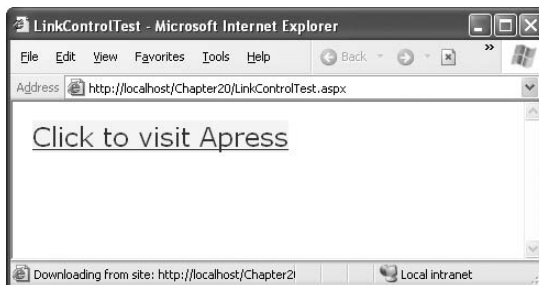 LinkControlTest - Microsoft Internet Explorer
File Edit View Favorites Tools Help Back »
Address http://localhost/Chapter20/LinkControlTest.aspx
Click to visit Apress
Downloading from site: http://localhost/Chapter2 Local intranet